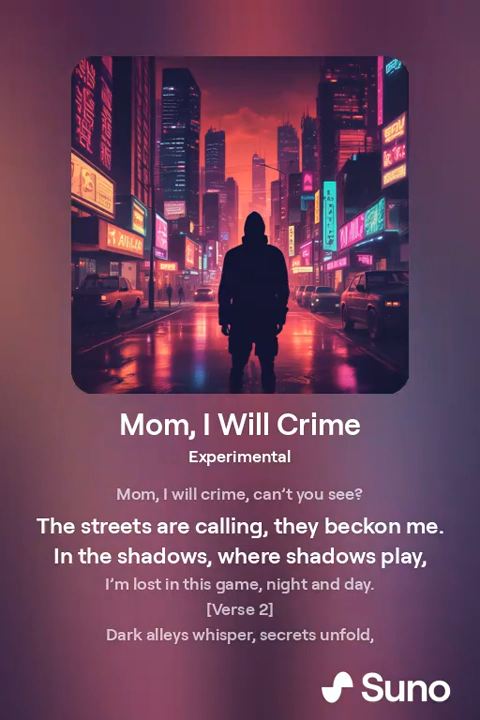 Mom, I Will Crime
Experimental
Mom, I will crime, can't you see?
The streets are calling, they beckon me.
In the shadows, where shadows play,
I'm lost in this game, night and day.
[Verse 2]
Dark alleys whisper, secrets unfold,
Suno